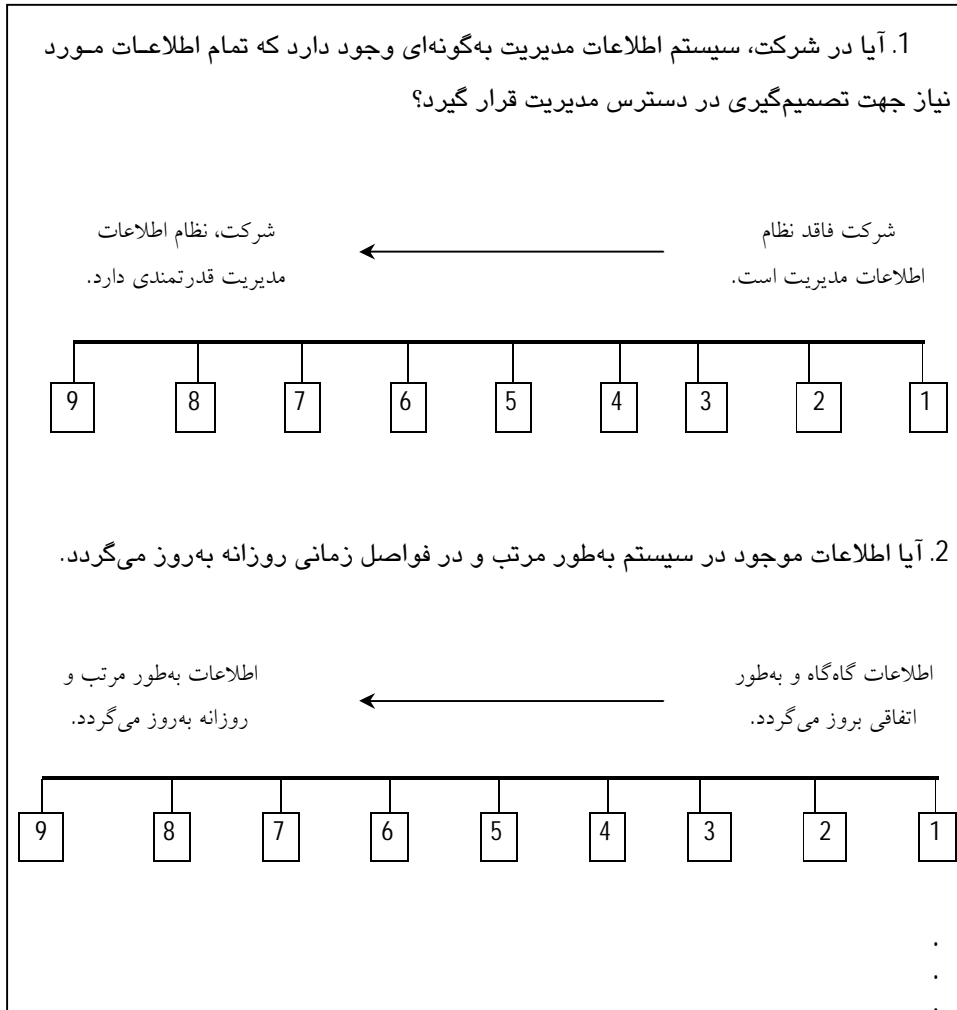 1. آیا در شرکت، سیستم اطلاعات مدیریت به‌گونه‌ای وجود دارد که تمام اطلاعـات مـورد
نیاز جهت تصمیم‌گیری در دسترس مدیریت قرار گیرد؟
شرکت فاقد نظام
اطلاعات مدیریت است.
شرکت، نظام اطلاعات
مدیریت قدرتمندی دارد.
1 2 3 4 5 6 7 8 9
2. آیا اطلاعات موجود در سیستم به‌طور مرتب و در فواصل زمانی روزانه به‌روز می‌گردد.
اطلاعات گاه‌گاه و به‌طور
اتفاقی بروز می‌گردد.
اطلاعات به‌طور مرتب و
روزانه به‌روز می‌گردد.
1 2 3 4 5 6 7 8 9
.
.
.